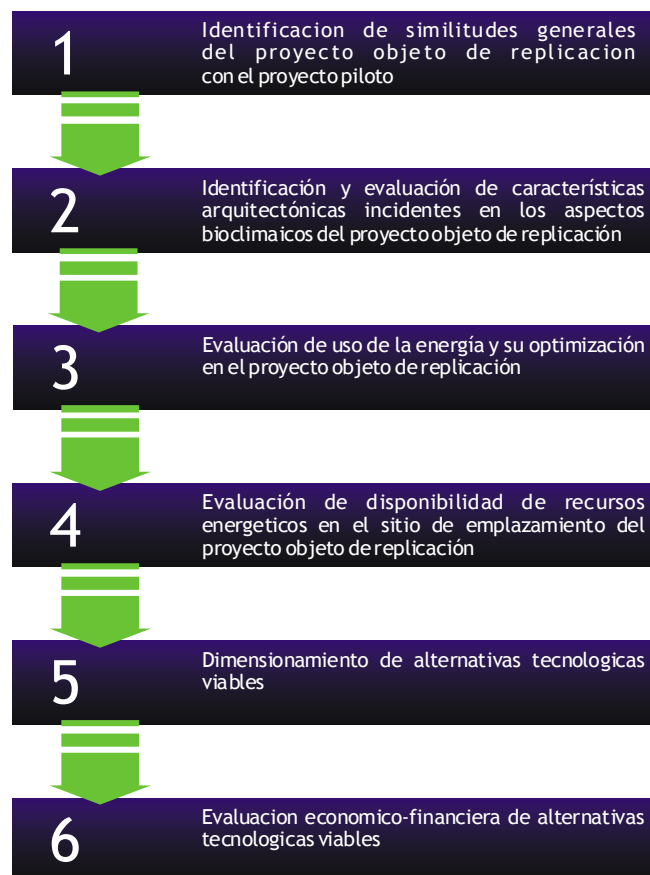 1
Identificacion de similitudes generales
del proyecto objeto de replicacion
con el proyecto piloto
2
Identificación y evaluación de características
arquitectónicas incidentes en los aspectos
bioclimaicos del proyecto objeto de replicación
3
Evaluación de uso de la energía y su optimización
en el proyecto objeto de replicación
4
Evaluación de disponibilidad de recursos
energeticos en el sitio de emplazamiento del
proyecto objeto de replicación
5
Dimensionamiento de alternativas tecnologicas
viables
6
Evaluacion economico-financiera de alternativas
tecnologicas viables